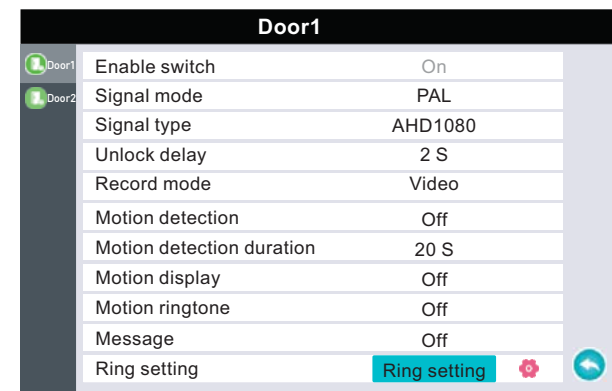 Door1
Door1
Door2
Enable switch On
Signal mode PAL
Signal type AHD1080
Unlock delay 2 S
Record mode Video
Motion detection Off
Motion detection duration 20 S
Motion display Off
Motion ringtone Off
Message Off
Ring setting Ring setting